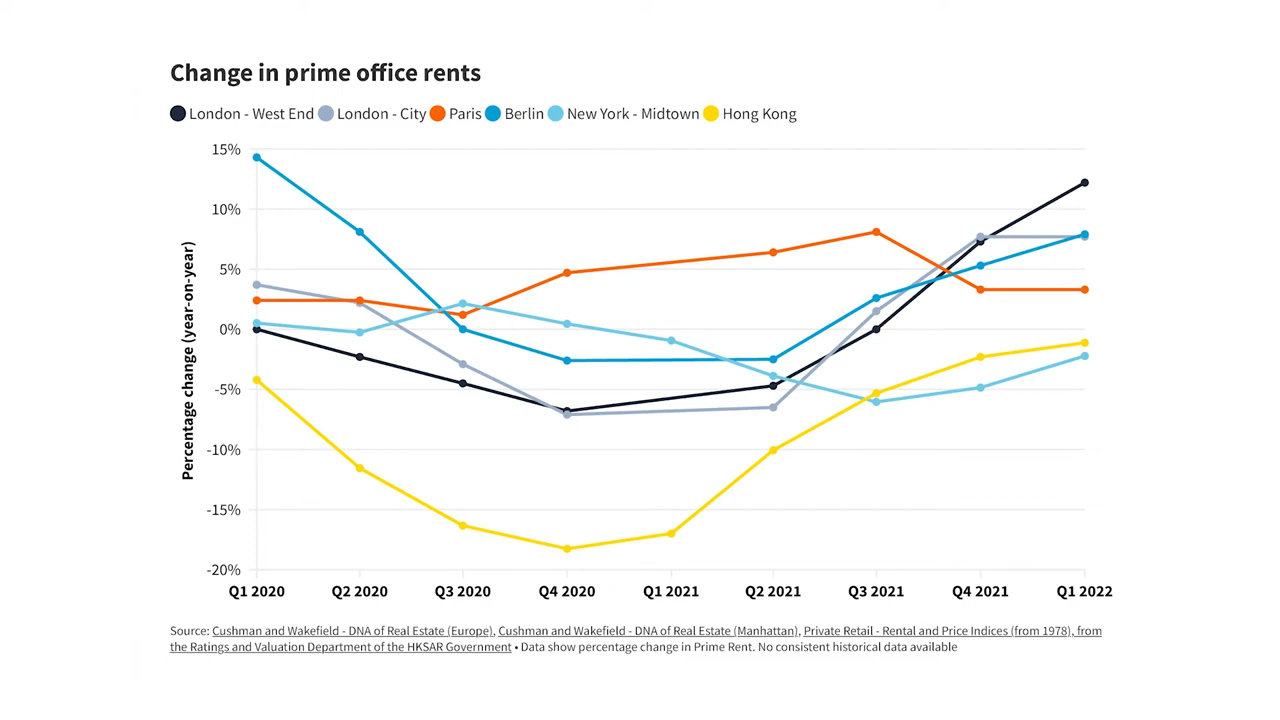 Change in prime office rents
London - West End London - City Paris Berlin New York - Midtown Hong Kong
15%
10%
5%
0%
-5%
-10%
-15%
-20%
Percentage change (year-on-year)
Q1 2020 Q2 2020 Q3 2020 Q4 2020 Q1 2021 Q2 2021 Q3 2021 Q4 2021 Q1 2022
Source: Cushman and Wakefield - DNA of Real Estate (Europe), Cushman and Wakefield - DNA of Real Estate (Manhattan), Private Retail - Rental and Price Indices (from 1978), from
the Ratings and Valuation Department of the HKSAR Government • Data show percentage change in Prime Rent. No consistent historical data available